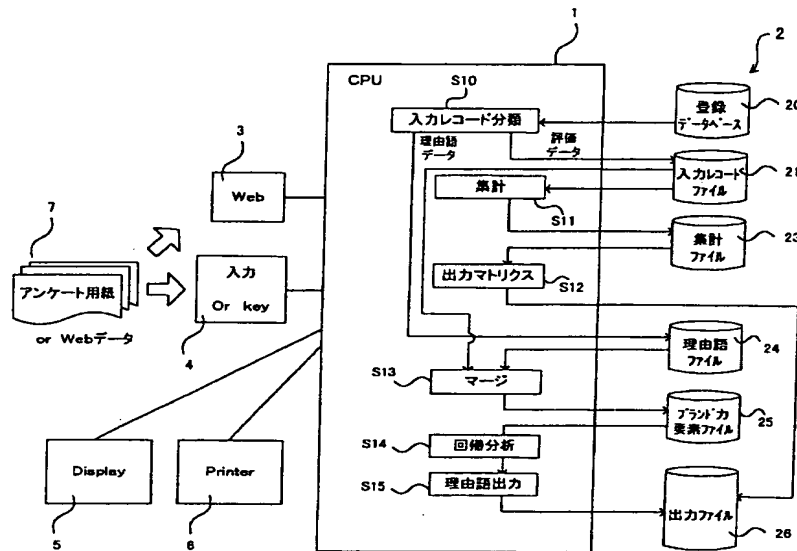 1
2
CPU
S10
入力レコード分類
理由語
データ
評価
データ
登録
データベース
20
3
Web
入力レコード
ファイル
集計
S11
7
集計
ファイル
23
アンケート用紙
or Webデータ
入力
Or key
4
出力マトリクス
S12
理由語
ファイル
24
S13
マージ
ブランド力
要素ファイル
25
S14
回帰分析
Display
5
Printer
6
S15
理由語出力
出力ファイル
26